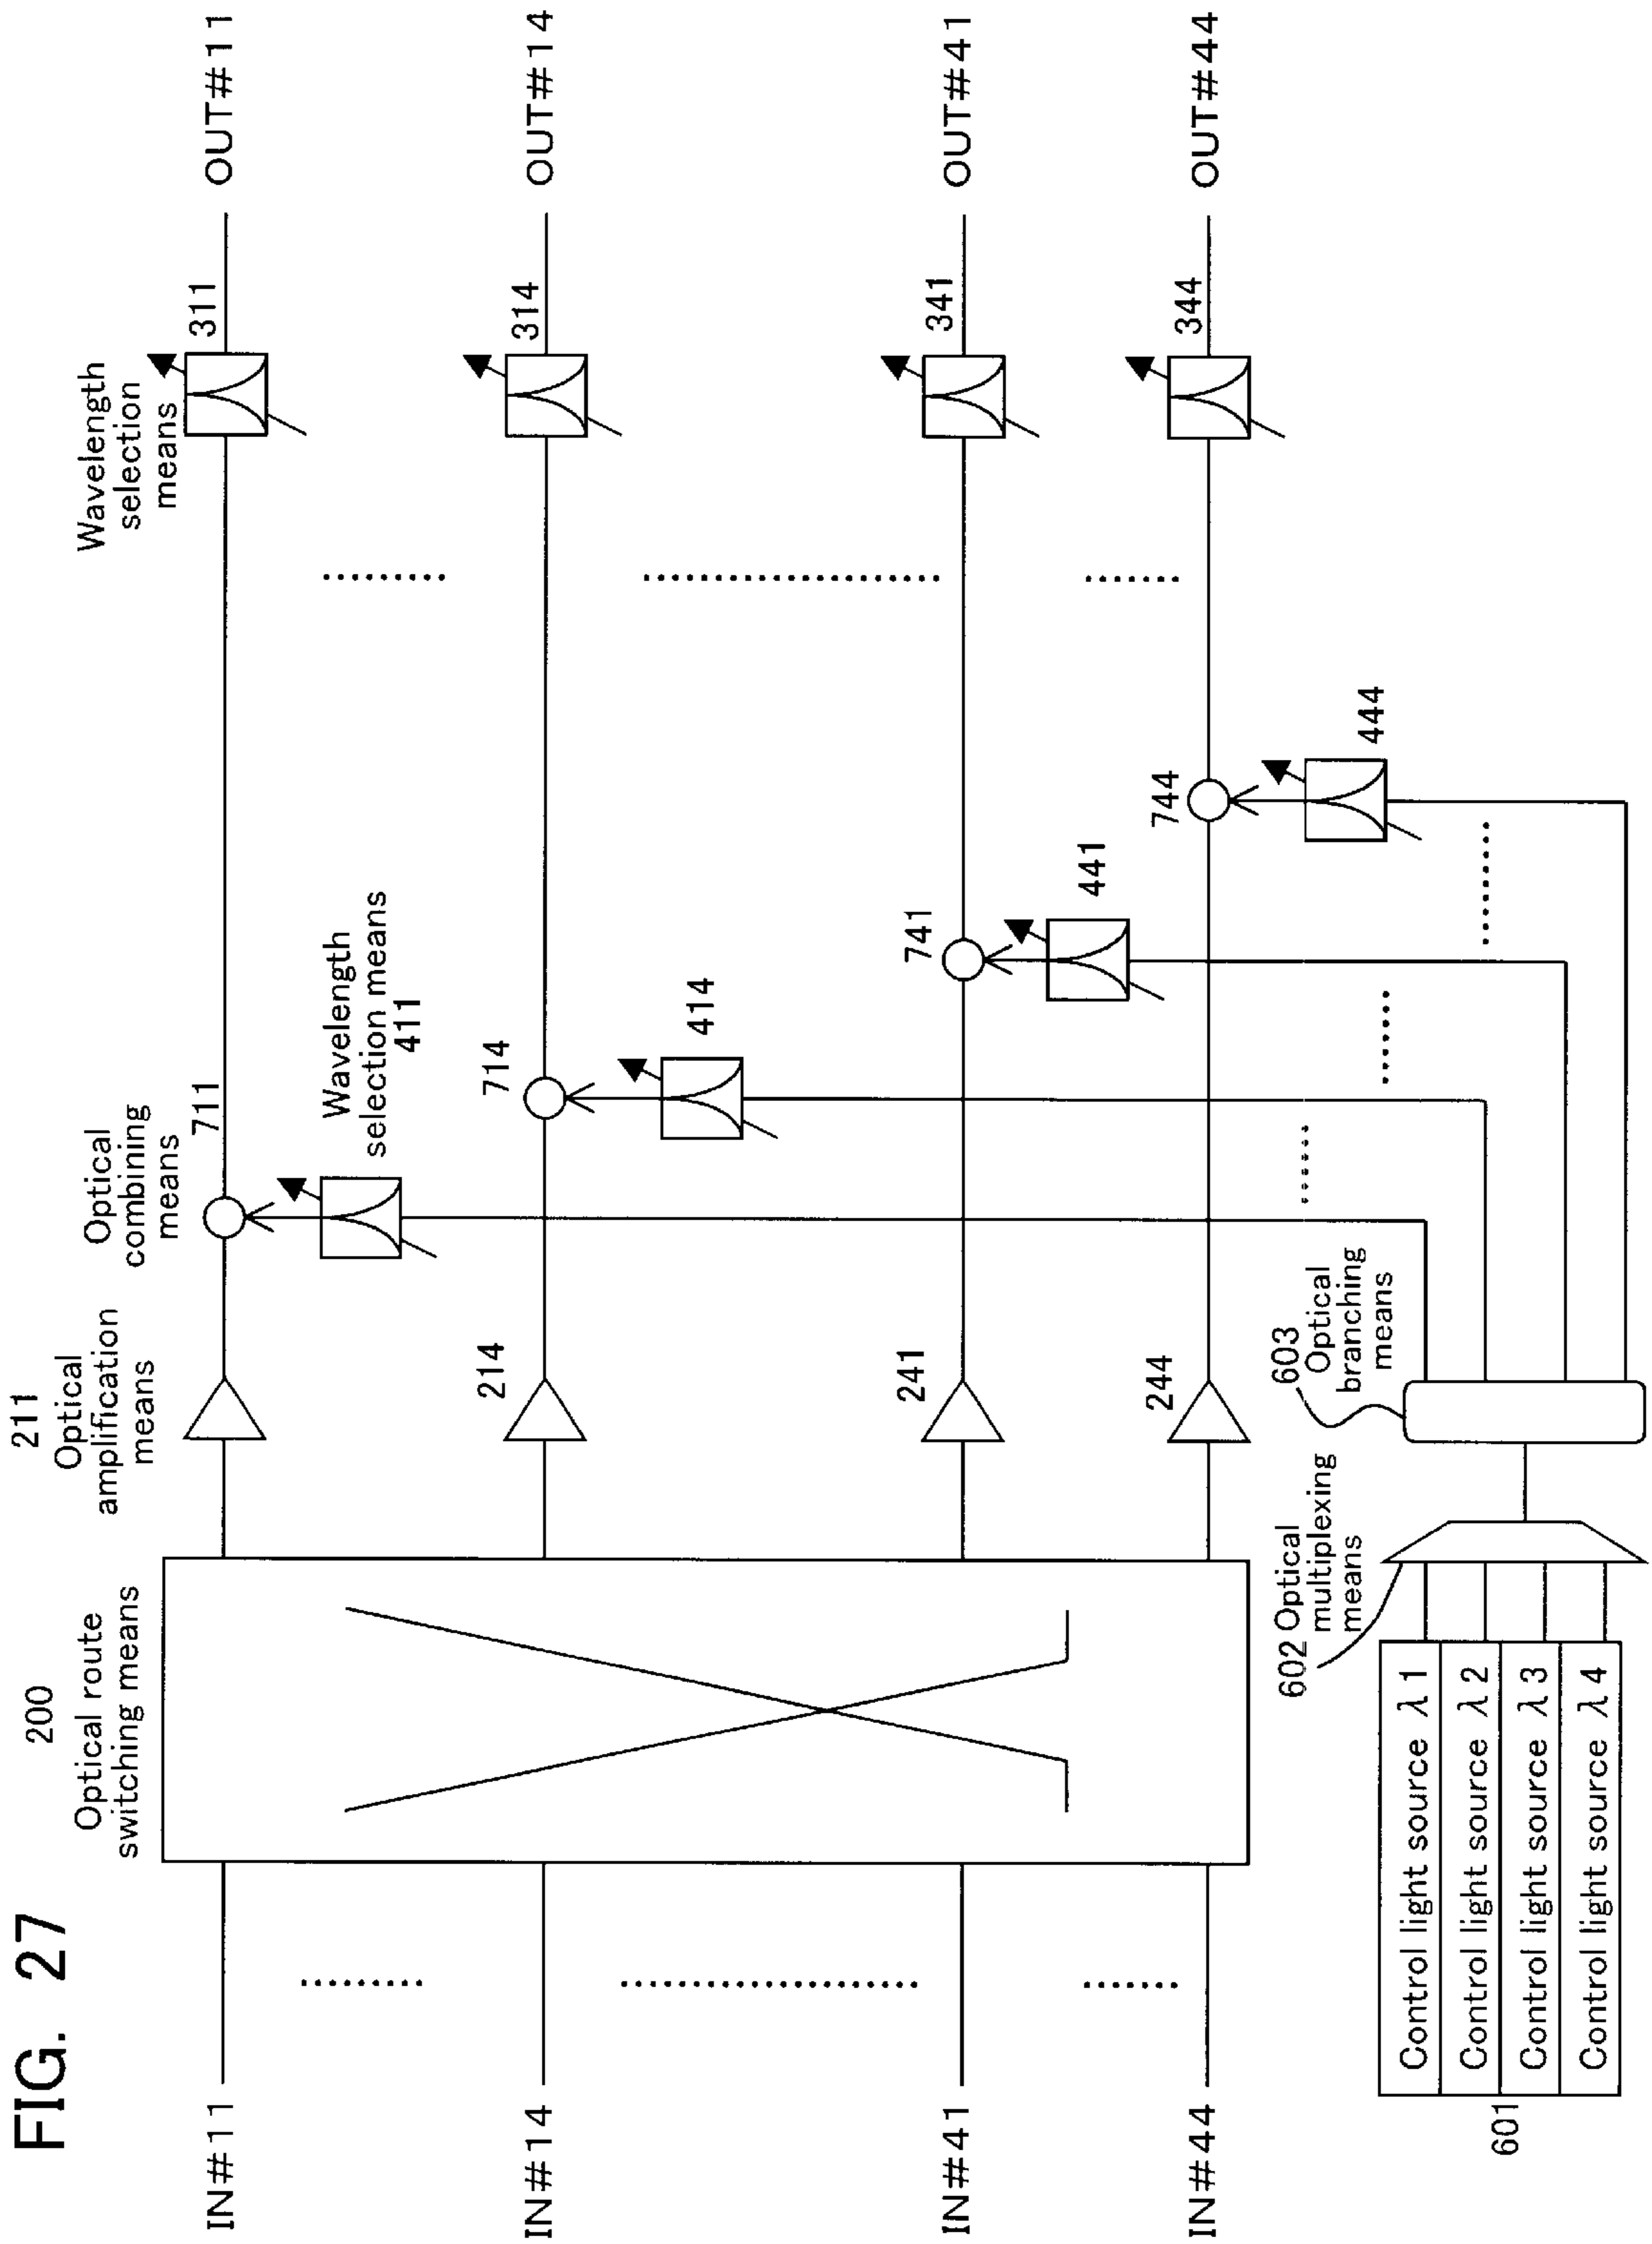 FIG. 27
200
Optical route
switching means
211
Optical
amplification
means
Optical
combining
means
711
Wavelength
selection means
411
Wavelength
selection
means
311
OUT#11
IN#11
214
714
414
314
OUT#14
IN#14
241
741
441
341
OUT#41
IN#41
244
744
444
344
OUT#44
IN#44
602 Optical
multiplexing
means
603
Optical
branching
means
Control light source λ1
Control light source λ2
Control light source λ3
Control light source λ4
601